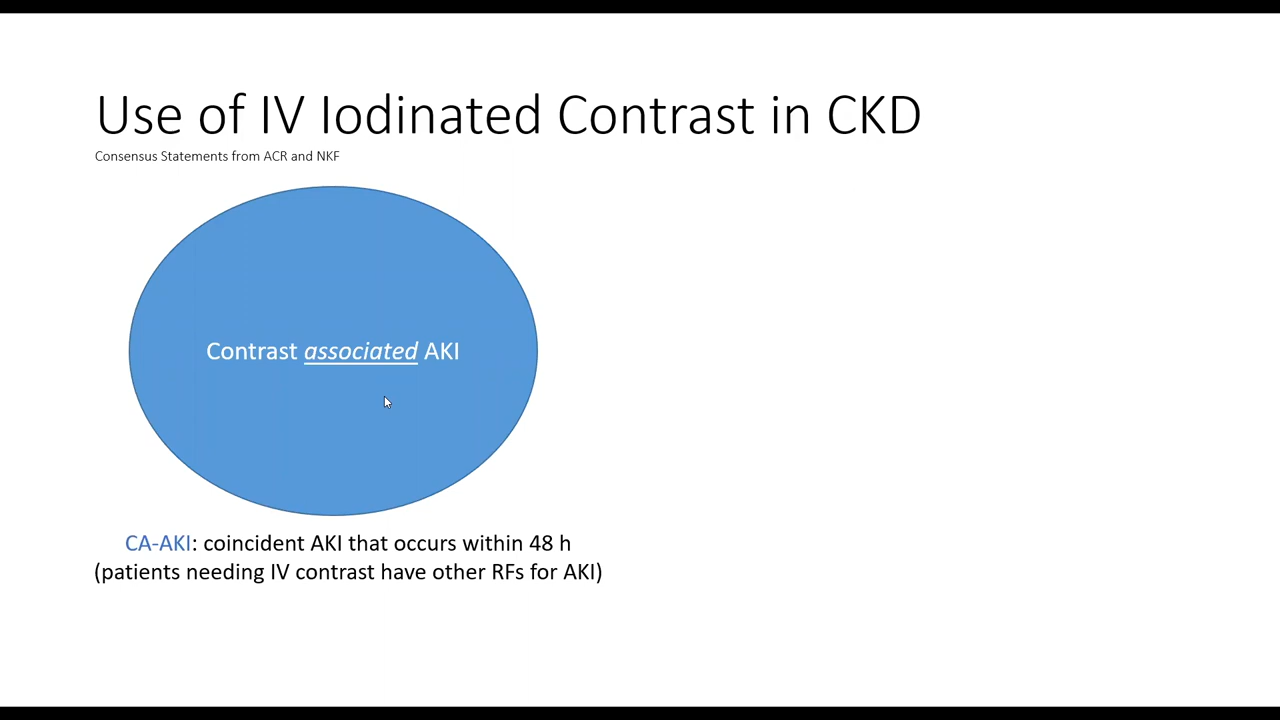 Use of IV Iodinated Contrast in CKD
Consensus Statements from ACR and NKF
Contrast associated AKI
CA-AKI: coincident AKI that occurs within 48 h
(patients needing IV contrast have other RFs for AKI)